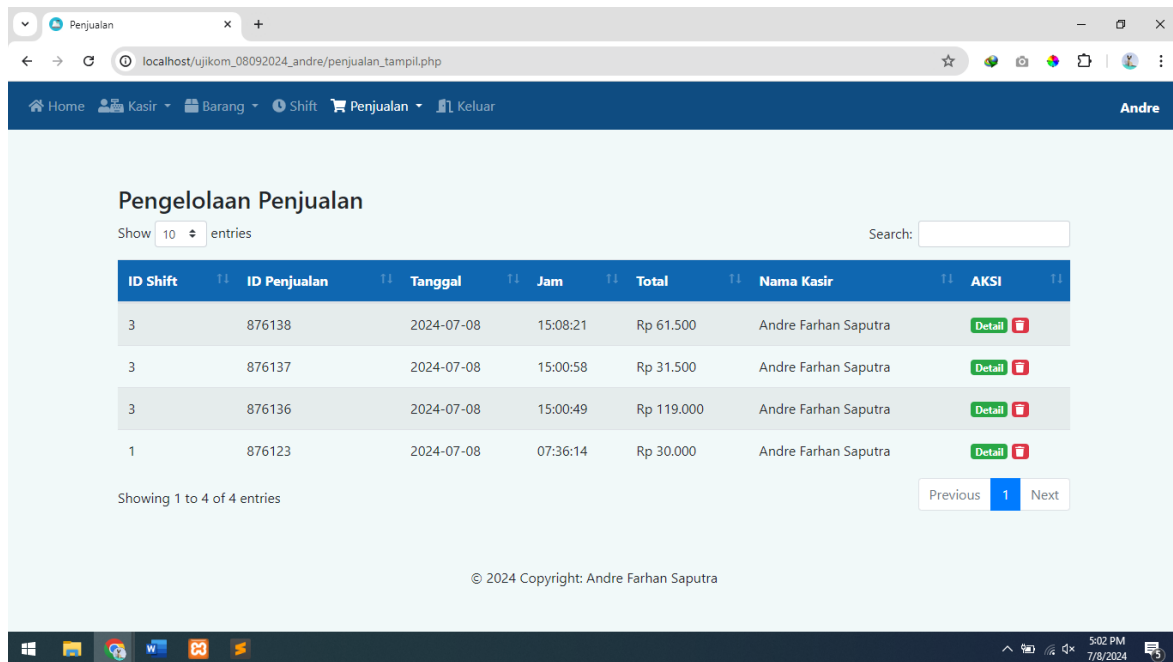 Penjualan
localhost/ujikom_08092024_andre/penjualan_tampil.php
Home Kasir Barang Shift Penjualan Keluar Andre
Pengelolaan Penjualan
Show 10 entries Search:
ID Shift ID Penjualan Tanggal Jam Total Nama Kasir AKSI
3 876138 2024-07-08 15:08:21 Rp 61.500 Andre Farhan Saputra Detail
3 876137 2024-07-08 15:00:58 Rp 31.500 Andre Farhan Saputra Detail
3 876136 2024-07-08 15:00:49 Rp 119.000 Andre Farhan Saputra Detail
1 876123 2024-07-08 07:36:14 Rp 30.000 Andre Farhan Saputra Detail
Showing 1 to 4 of 4 entries Previous 1 Next
© 2024 Copyright: Andre Farhan Saputra
5:02 PM
7/8/2024
5